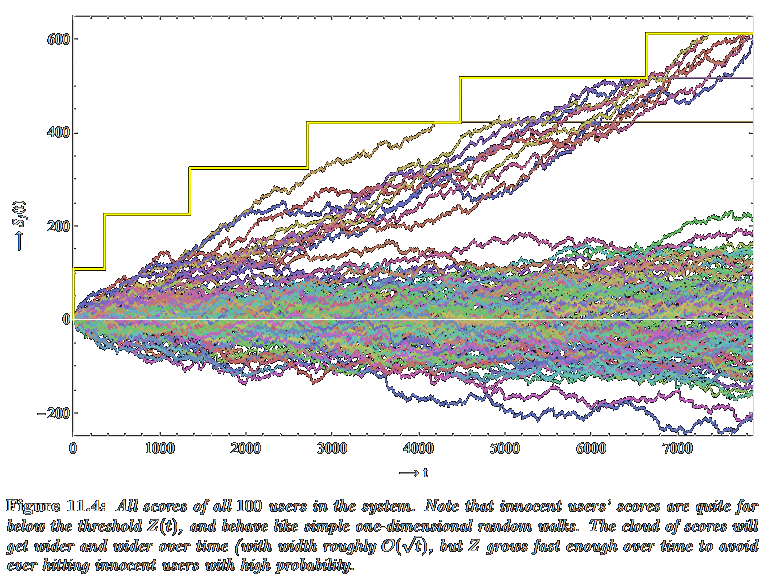 600
400
200
0
−200
⟶ Sj(t)
0 1000 2000 3000 4000 5000 6000 7000
⟶ t
Figure 11.4: All scores of all 100 users in the system. Note that innocent users' scores are quite far
below the threshold Z(t), and behave like simple one-dimensional random walks. The cloud of scores will
get wider and wider over time (with width roughly O(√t), but Z grows fast enough over time to avoid
ever hitting innocent users with high probability.